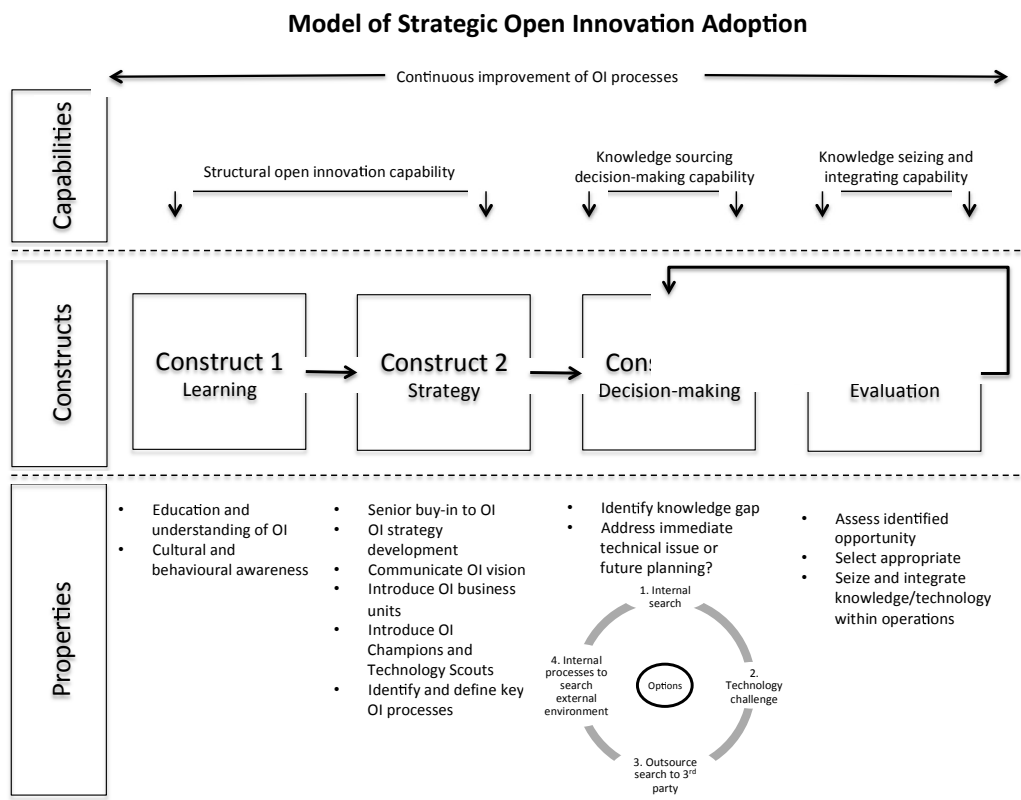 Model of Strategic Open Innovation Adoption
Continuous improvement of OI processes
Capabilities
Structural open innovation capability
Knowledge sourcing
decision-making capability
Knowledge seizing and
integrating capability
Constructs
Construct 1
Learning
Construct 2
Strategy
Decision-making
Evaluation
Properties
• Education and
understanding of OI
• Cultural and
behavioural awareness
• Senior buy-in to OI
• OI strategy
development
• Communicate OI vision
• Introduce OI business
units
• Introduce OI
Champions and
Technology Scouts
• Identify and define key
OI processes
• Identify knowledge gap
• Address immediate
technical issue or
future planning?
1. Internal
search
2.
Technology
challenge
3. Outsource
search to 3rd
party
4. Internal
processes to
search
external
environment
Options
• Assess identified
opportunity
• Select appropriate
• Seize and integrate
knowledge/technology
within operations